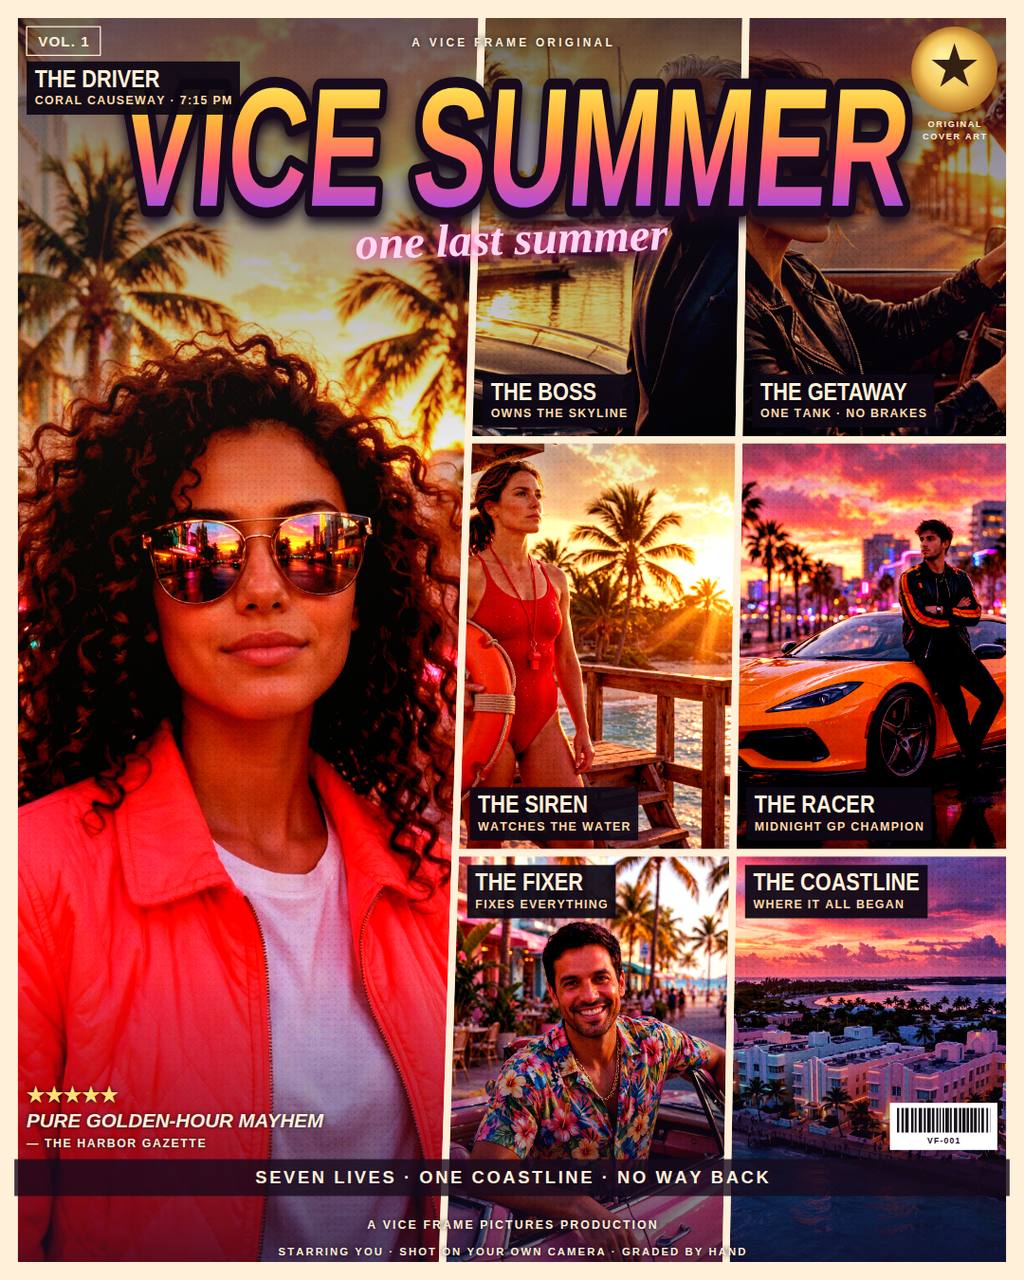 VOL. 1
A VICE FRAME ORIGINAL
THE DRIVER
CORAL CAUSEWAY · 7:15 PM
VICE SUMMER
one last summer
ORIGINAL
COVER ART
THE BOSS
OWNS THE SKYLINE
THE GETAWAY
ONE TANK · NO BRAKES
THE SIREN
WATCHES THE WATER
THE RACER
MIDNIGHT GP CHAMPION
THE FIXER
FIXES EVERYTHING
THE COASTLINE
WHERE IT ALL BEGAN
★★★★★
PURE GOLDEN-HOUR MAYHEM
— THE HARBOR GAZETTE
VF-001
SEVEN LIVES · ONE COASTLINE · NO WAY BACK
A VICE FRAME PICTURES PRODUCTION
STARRING YOU · SHOT ON YOUR OWN CAMERA · GRADED BY HAND